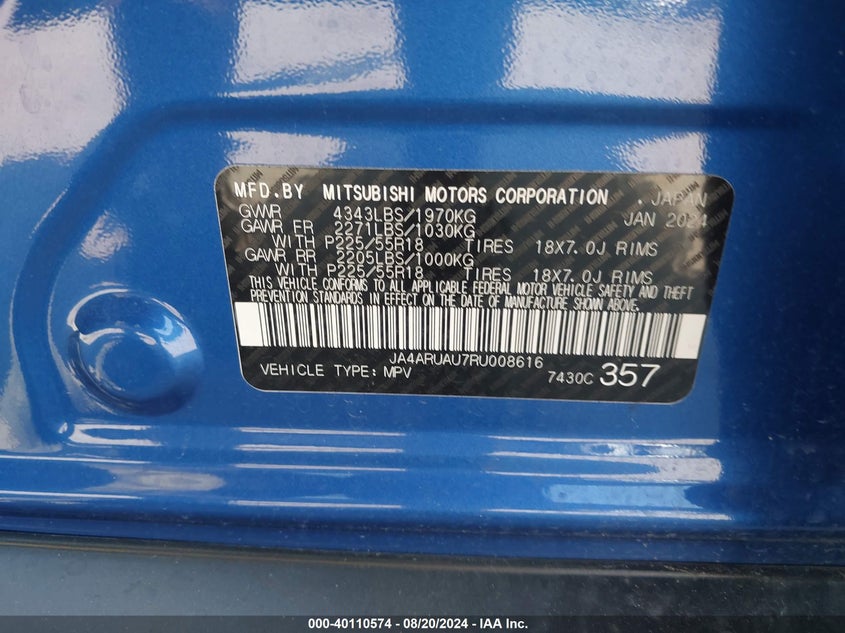 MFD.BY MITSUBISHI MOTORS CORPORATION . JAPAN
GVWR 4343LBS/1970KG JAN 2024
GAWR FR 2271LBS/1030KG
WITH P225/55R18 TIRES 18X7.0J RIMS
GAWR RR 2205LBS/1000KG
WITH P225/55R18 TIRES 18X7.0J RIMS
THIS VEHICLE CONFORMS TO ALL APPLICABLE FEDERAL MOTOR VEHICLE SAFETY AND THEFT
PREVENTION STANDARDS IN EFFECT ON THE DATE OF MANUFACTURE SHOWN ABOVE.
JA4ARUAU7RU008616
VEHICLE TYPE: MPV 7430C 357
000-40110574 | 08/20/2024 | IAA Inc.